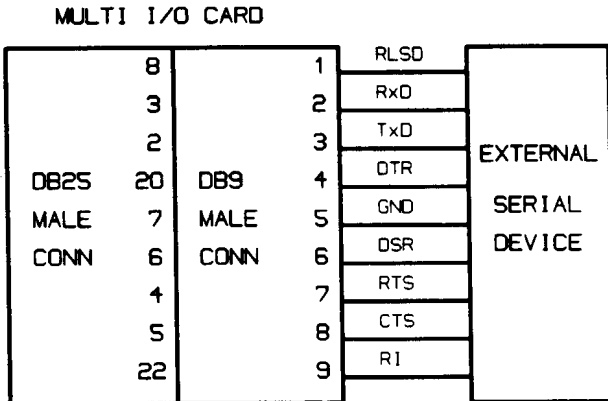 MULTI I/O CARD
8 1 RLSD
3 2 RxD
2 3 TxD
DB25 20 DB9 4 DTR EXTERNAL
MALE 7 MALE 5 GND SERIAL
CONN 6 CONN 6 DSR DEVICE
4 7 RTS
5 8 CTS
22 9 RI